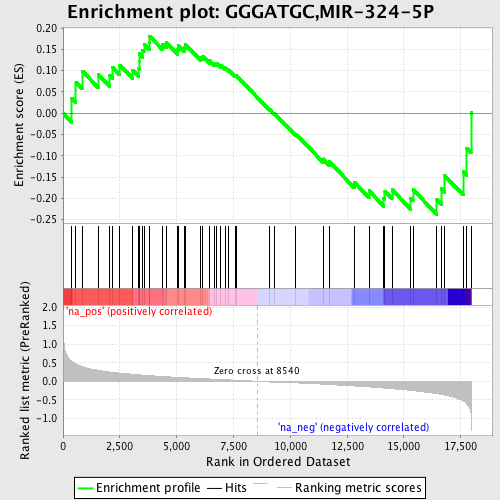 Enrichment plot: GGGATGC,MIR-324-5P
Enrichment score (ES)
0.20
0.15
0.10
0.05
0.00
-0.05
-0.10
-0.15
-0.20
-0.25
'na_pos' (positively correlated)
Ranked list metric (PreRanked)
2.0
1.5
1.0
0.5
0.0
-0.5
-1.0
Zero cross at 8540
'na_neg' (negatively correlated)
0
2,500
5,000
7,500
10,000
12,500
15,000
17,500
Rank in Ordered Dataset
Enrichment profile
Hits
Ranking metric scores